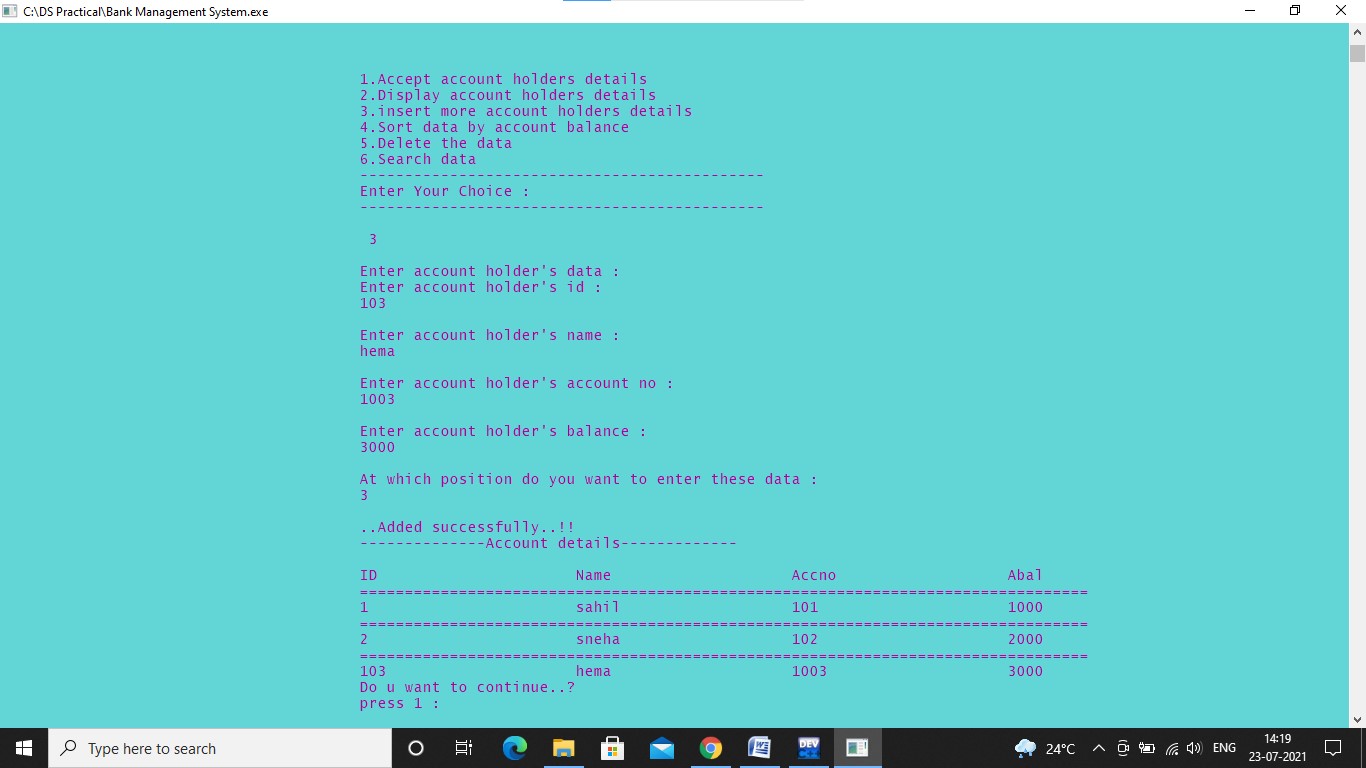 C:\DS Practical\Bank Management System.exe
1.Accept account holders details
2.Display account holders details
3.insert more account holders details
4.Sort data by account balance
5.Delete the data
6.Search data
---------------------------------------------
Enter Your Choice :
---------------------------------------------
3
Enter account holder's data :
Enter account holder's id :
103
Enter account holder's name :
hema
Enter account holder's account no :
1003
Enter account holder's balance :
3000
At which position do you want to enter these data :
3
..Added successfully..!!
--------------Account details-------------
ID Name Accno Abal
=================================================================================
1 sahil 101 1000
=================================================================================
2 sneha 102 2000
=================================================================================
103 hema 1003 3000
Do u want to continue..?
press 1 :
Type here to search 24°C ENG 14:19
23-07-2021
W
DEV